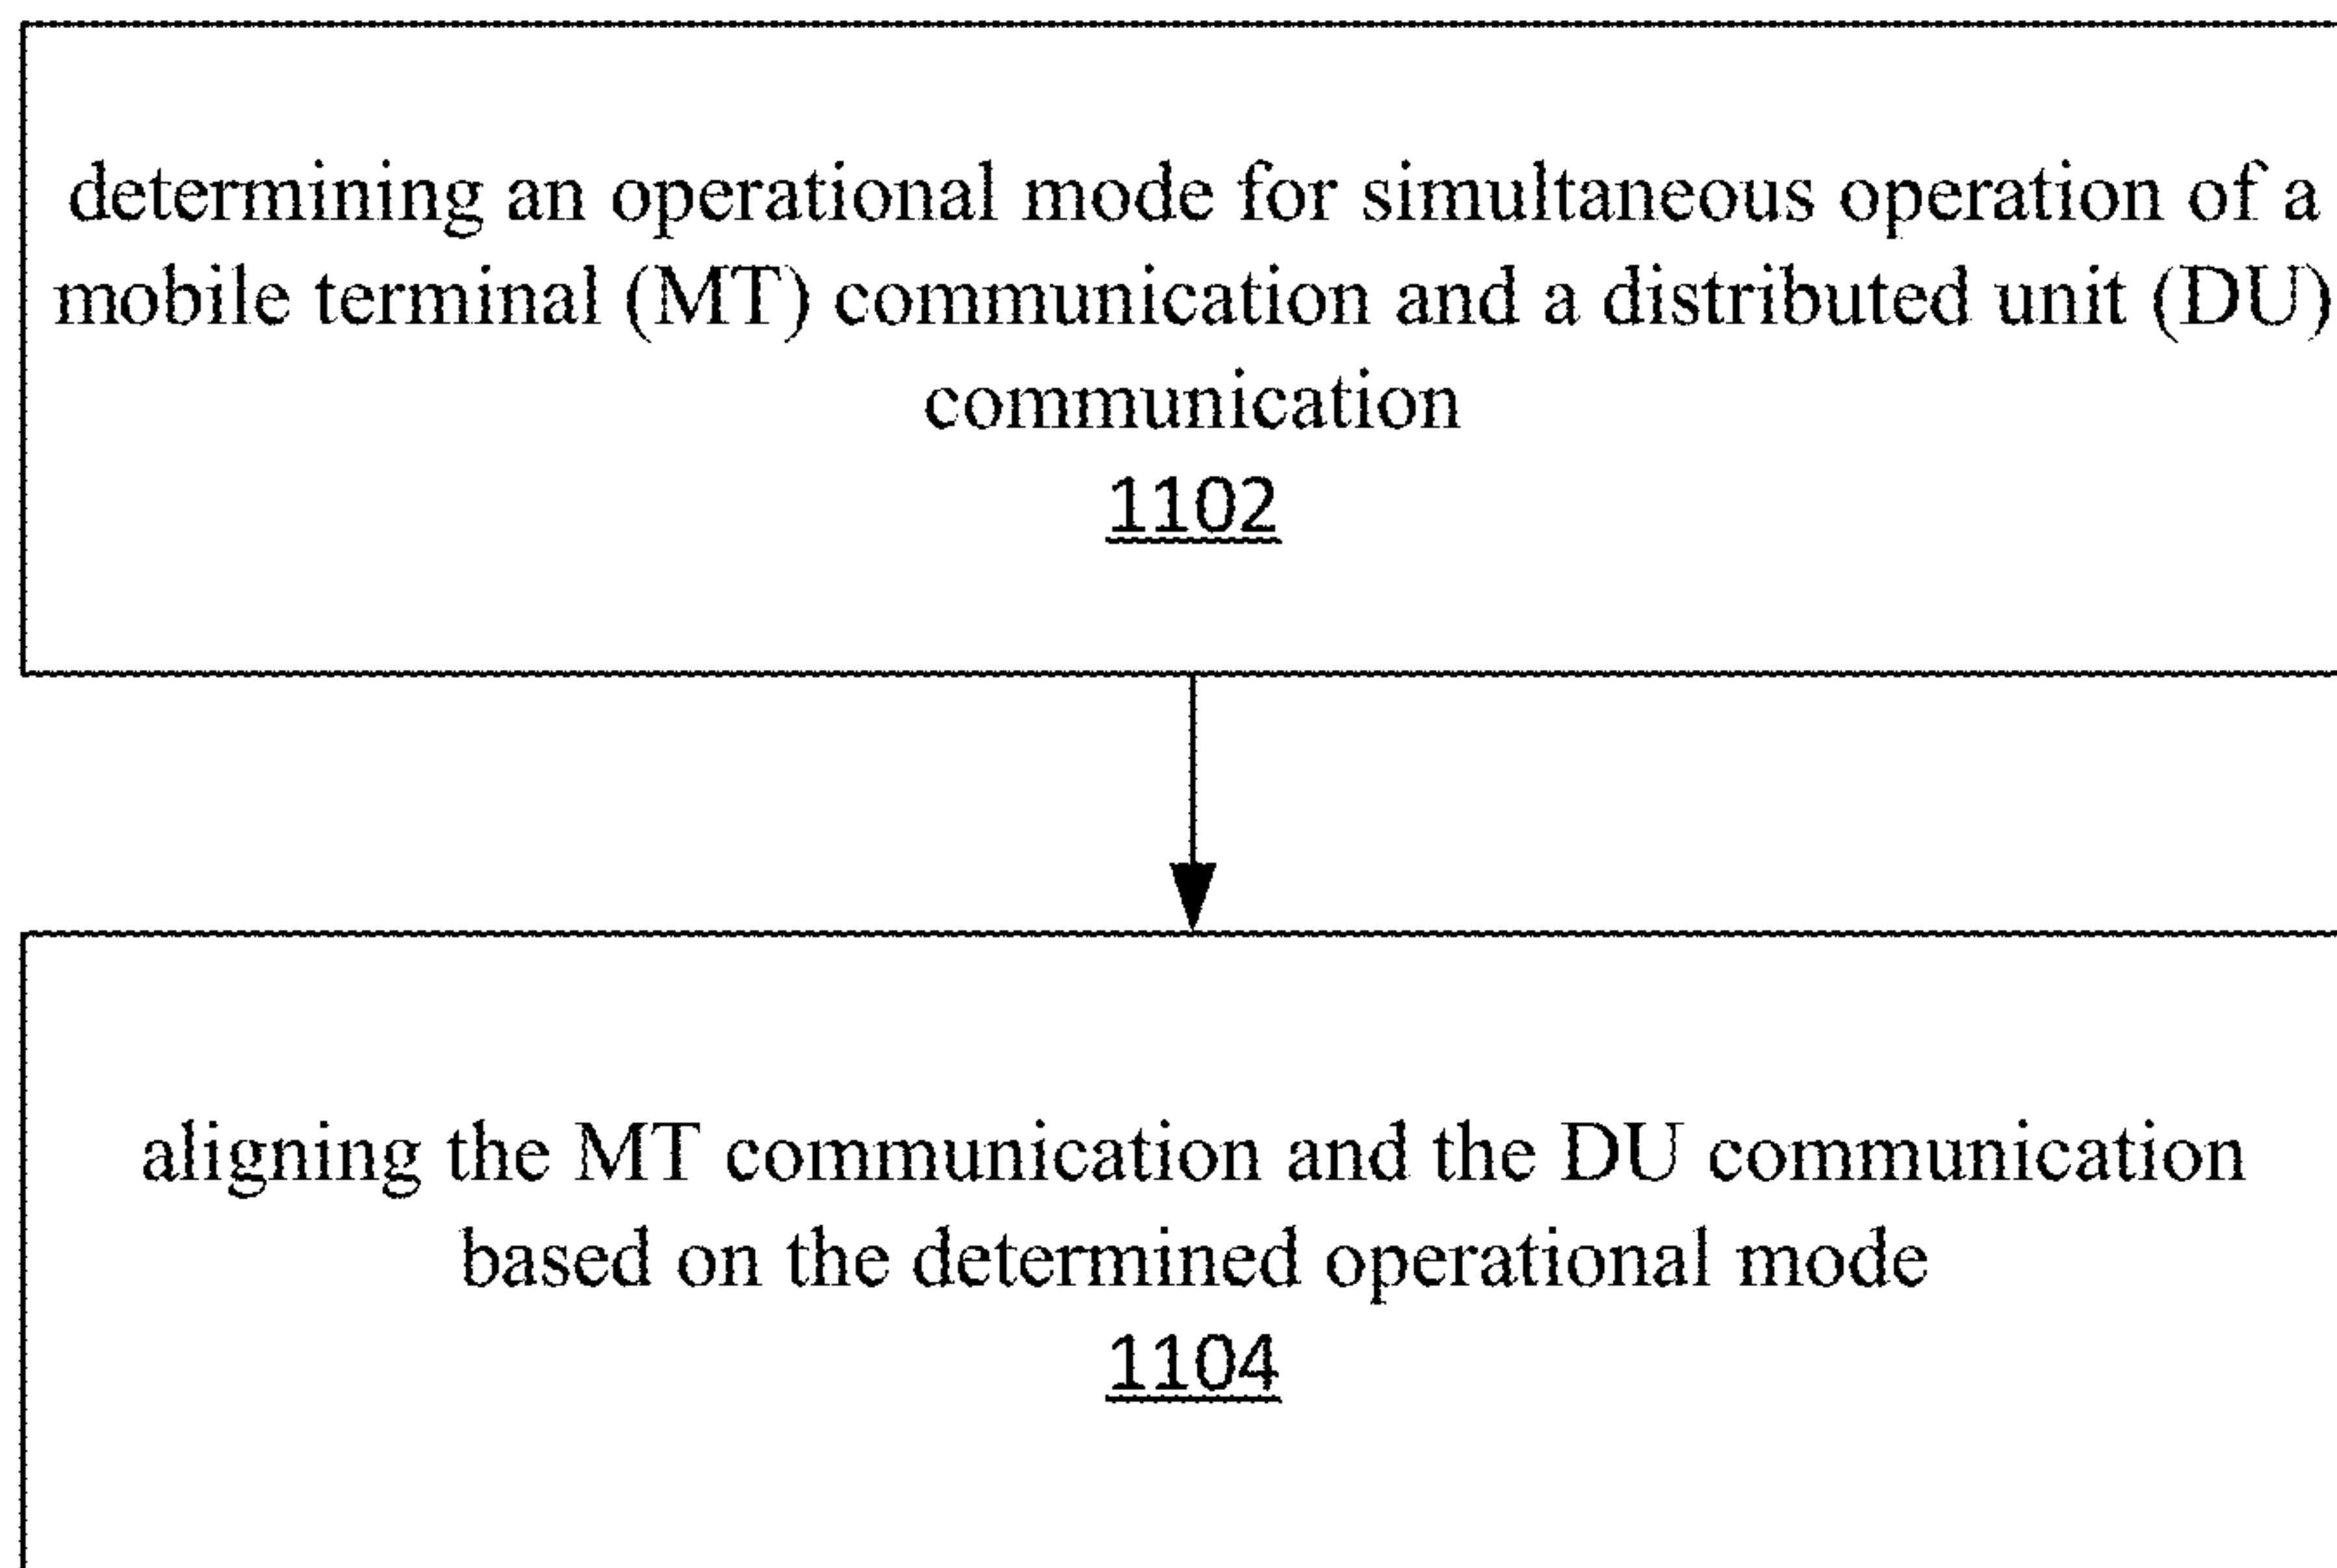 determining an operational mode for simultaneous operation of a
mobile terminal (MT) communication and a distributed unit (DU)
communication
1102
aligning the MT communication and the DU communication
based on the determined operational mode
1104